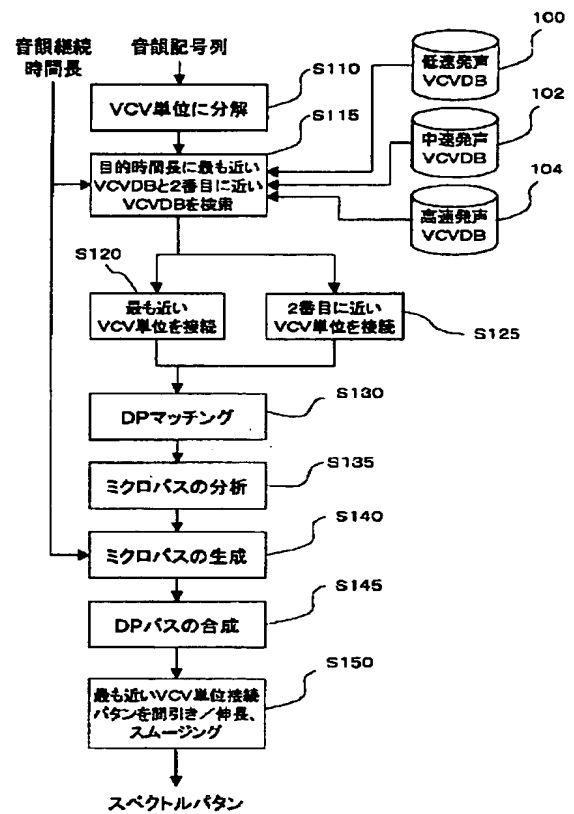 音韻継続
時間長
音韻記号列
100
低速発声
VCVDB
S110
VCV単位に分解
102
中速発声
VCVDB
S115
目的時間長に最も近い
VCVDBと2番目に近い
VCVDBを検索
104
高速発声
VCVDB
S120
最も近い
VCV単位を接続
2番目に近い
VCV単位を接続
S125
S130
DPマッチング
S135
ミクロパスの分析
S140
ミクロパスの生成
S145
DPパスの合成
S150
最も近いVCV単位接続
パタンを間引き/伸長、
スムージング
スペクトルパタン